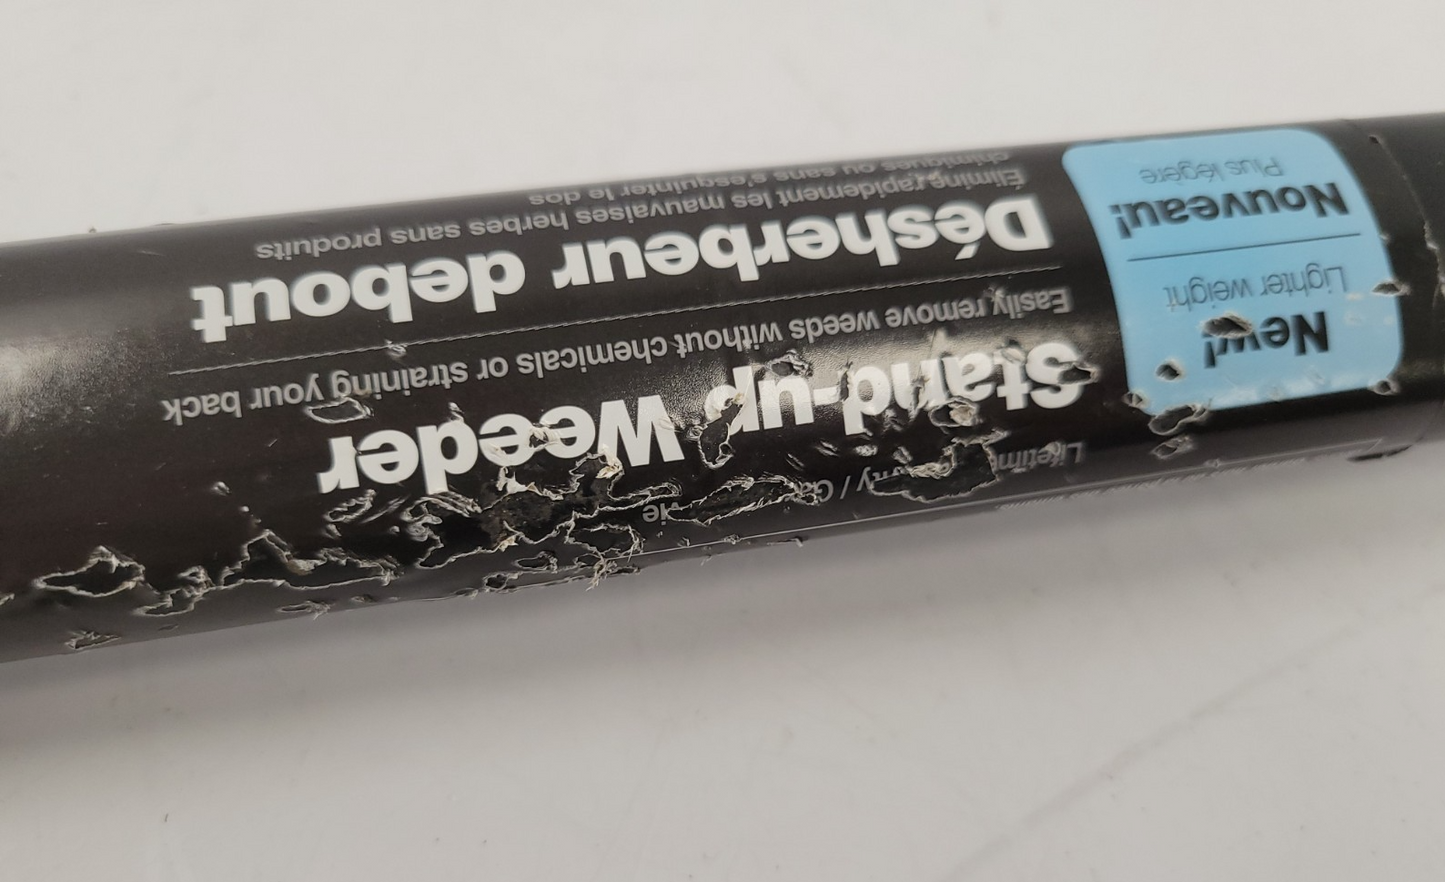 New!
Lighter weight
Nouveau!
Plus légère
Stand-up Weeder
Easily remove weeds without chemicals or straining your back
Désherbeur debout
Élimine rapidement les mauvaises herbes sans produits
chimiques ou sans s'esquinter le dos